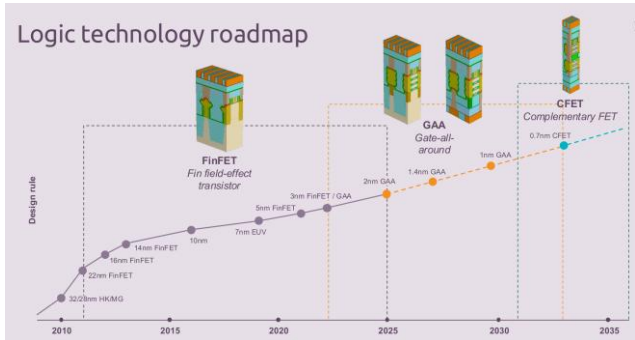 Logic technology roadmap
FinFET
Fin field-effect
transistor
GAA
Gate-all-
around
CFET
Complementary FET
Design rule
32/28nm HK/MG
22nm FinFET
16nm FinFET
14nm FinFET
10nm
7nm EUV
5nm FinFET
3nm FinFET / GAA
2nm GAA
1.4nm GAA
1nm GAA
0.7nm CFET
2010
2015
2020
2025
2030
2035